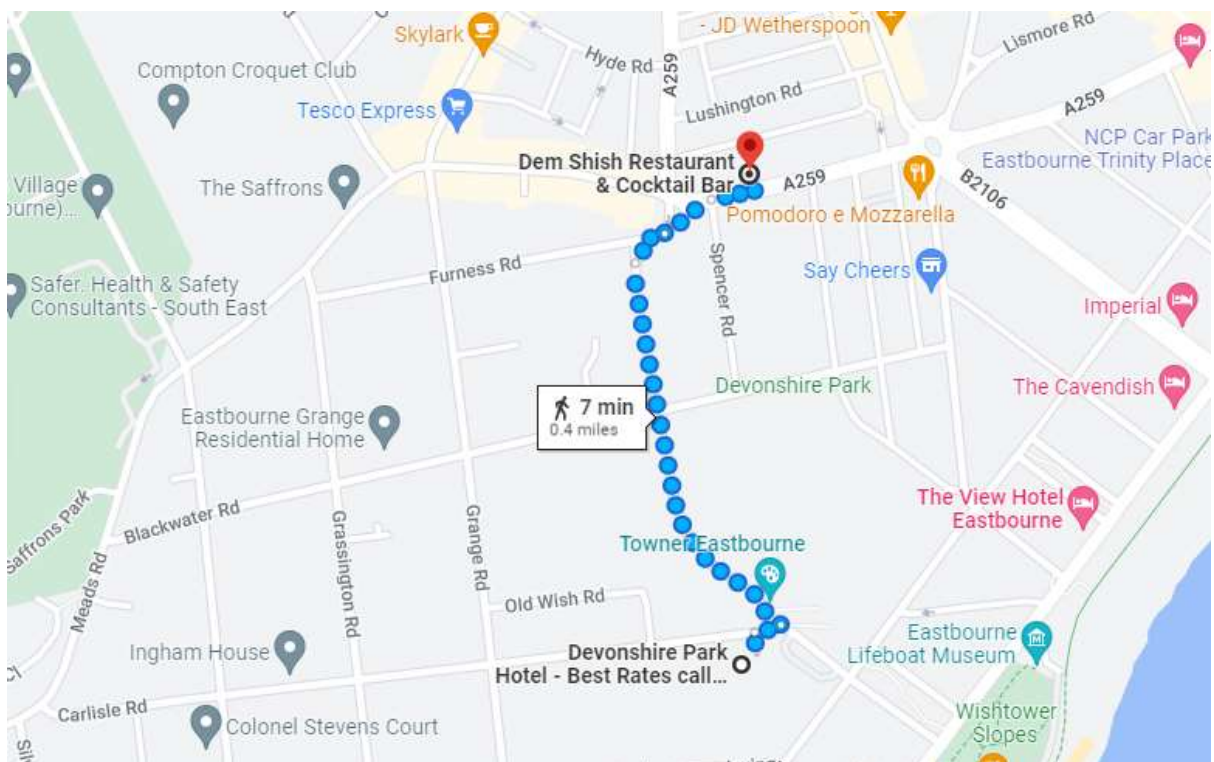 - JD Wetherspoon
Lismore Rd
Skylark
Hyde Rd
A259
Compton Croquet Club
Lushington Rd
Tesco Express
A259
NCP Car Park
Eastbourne Trinity Place
Dem Shish Restaurant
& Cocktail Bar
A259
The Saffrons
Village
ourne)....
B2106
Pomodoro e Mozzarella
Furness Rd
Spencer Rd
Say Cheers
Safer. Health & Safety
Consultants - South East
Imperial
Devonshire Park
The Cavendish
7 min
0.4 miles
Eastbourne Grange
Residential Home
Saffrons Park
Blackwater Rd
Grassington Rd
Grange Rd
The View Hotel
Eastbourne
Towner Eastbourne
Meads Rd
Old Wish Rd
Eastbourne
Lifeboat Museum
Ingham House
Devonshire Park
Hotel - Best Rates call...
Carlisle Rd
Colonel Stevens Court
Wishtower
Slopes